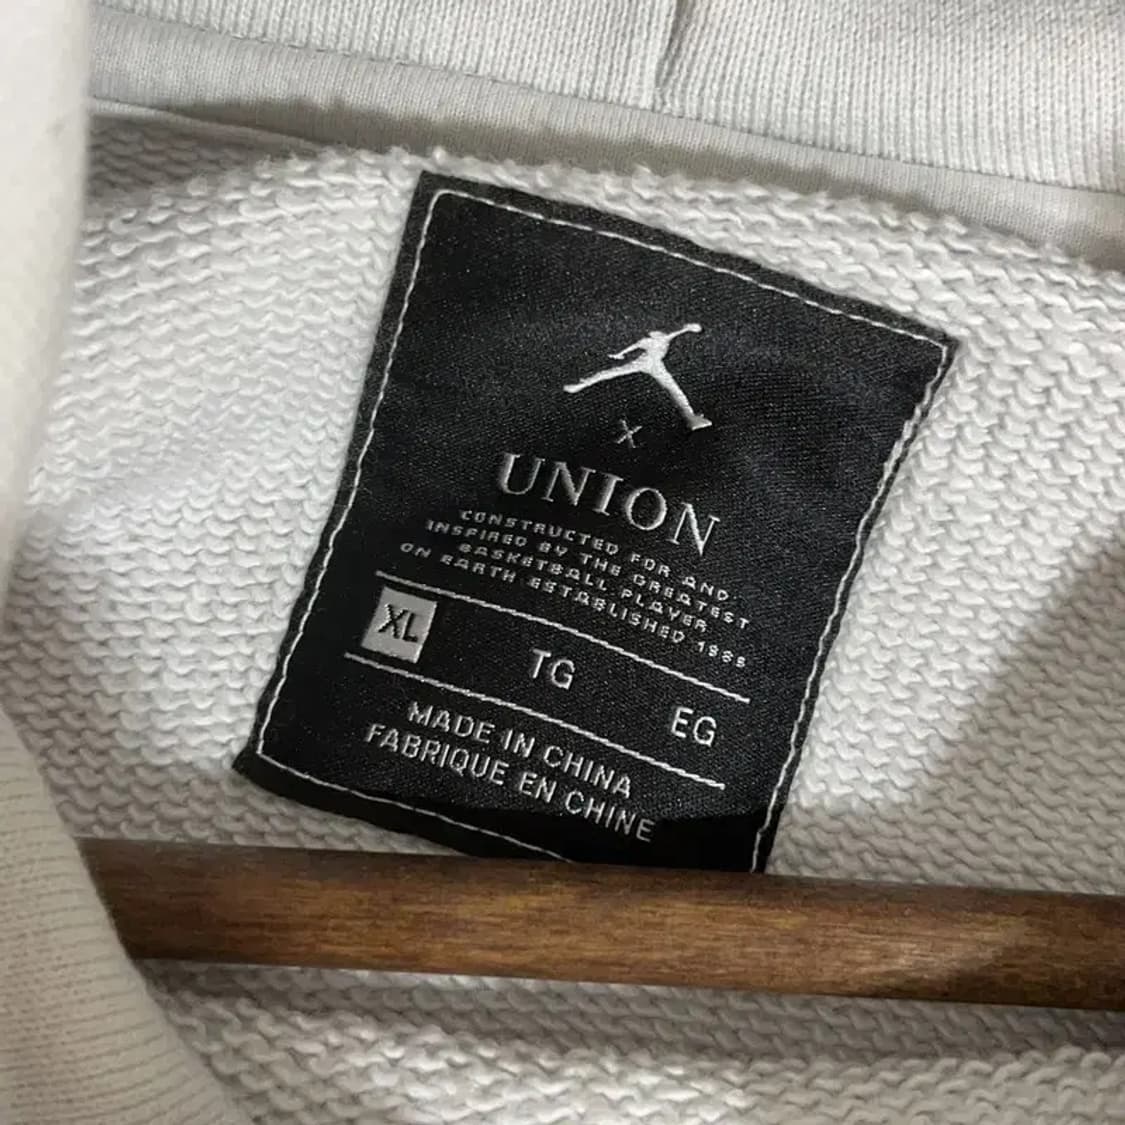 X
UNION
CONSTRUCTED FOR AND
INSPIRED BY THE GREATEST
BASKETBALL PLAYER
ON EARTH ESTABLISHED 1985
XL TG EG
MADE IN CHINA
FABRIQUE EN CHINE